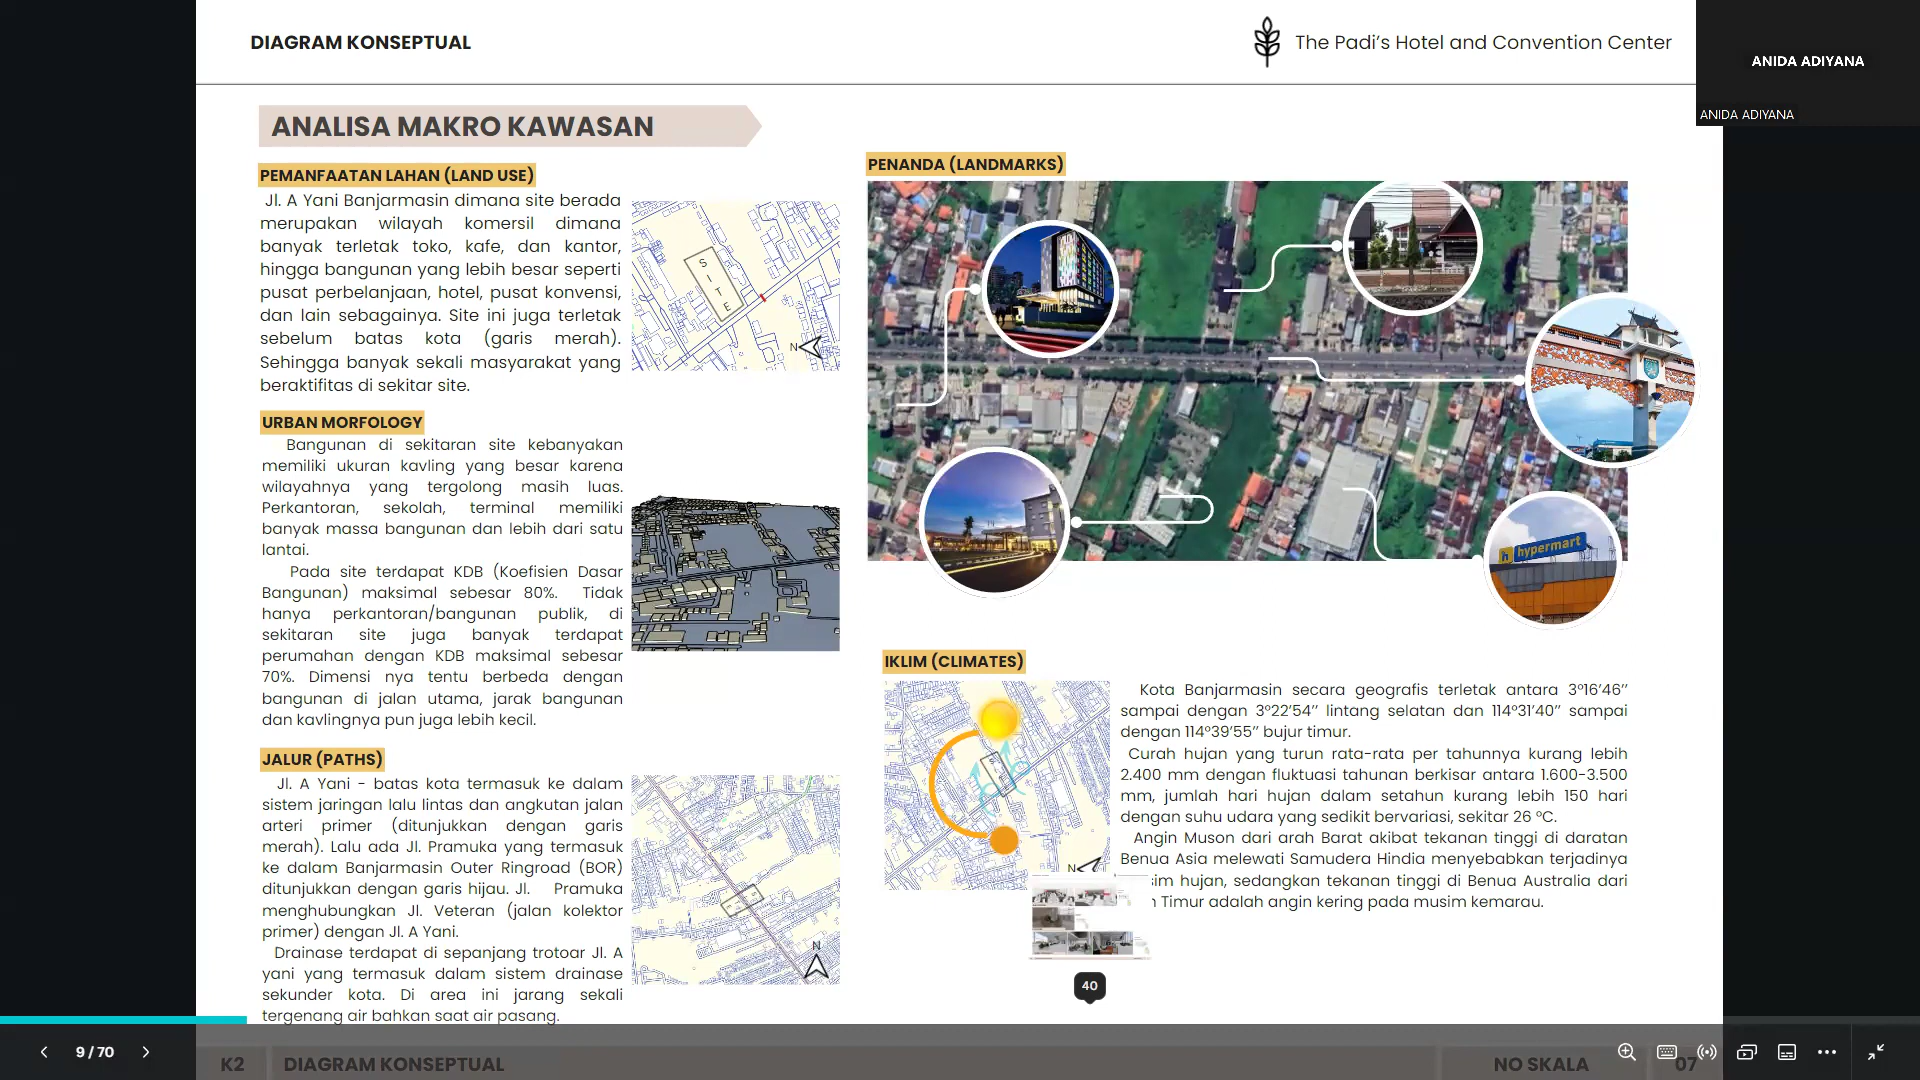 DIAGRAM KONSEPTUAL
The Padi's Hotel and Convention Center
ANIDA ADIYANA
ANIDA ADIYANA
ANALISA MAKRO KAWASAN
PEMANFAATAN LAHAN (LAND USE)
Jl. A Yani Banjarmasin dimana site berada
merupakan wilayah komersil dimana
banyak terletak toko, kafe, dan kantor,
hingga bangunan yang lebih besar seperti
pusat perbelanjaan, hotel, pusat konvensi,
dan lain sebagainya. Site ini juga terletak
sebelum batas kota (garis merah).
Sehingga banyak sekali masyarakat yang
beraktifitas di sekitar site.
SITE
N
URBAN MORFOLOGY
Bangunan di sekitaran site kebanyakan
memiliki ukuran kavling yang besar karena
wilayahnya yang tergolong masih luas.
Perkantoran, sekolah, terminal memiliki
banyak massa bangunan dan lebih dari satu
lantai.
Pada site terdapat KDB (Koefisien Dasar
Bangunan) maksimal sebesar 80%. Tidak
hanya perkantoran/bangunan publik, di
sekitaran site juga banyak terdapat
perumahan dengan KDB maksimal sebesar
70%. Dimensi nya tentu berbeda dengan
bangunan di jalan utama, jarak bangunan
dan kavlingnya pun juga lebih kecil.
JALUR (PATHS)
Jl. A Yani - batas kota termasuk ke dalam
sistem jaringan lalu lintas dan angkutan jalan
arteri primer (ditunjukkan dengan garis
merah). Lalu ada Jl. Pramuka yang termasuk
ke dalam Banjarmasin Outer Ringroad (BOR)
ditunjukkan dengan garis hijau. Jl. Pramuka
menghubungkan Jl. Veteran (jalan kolektor
primer) dengan Jl. A Yani.
Drainase terdapat di sepanjang trotoar Jl. A
yani yang termasuk dalam sistem drainase
sekunder kota. Di area ini jarang sekali
tergenang air bahkan saat air pasang.
N
PENANDA (LANDMARKS)
h hypermart
IKLIM (CLIMATES)
N
Kota Banjarmasin secara geografis terletak antara 3°16'46''
sampai dengan 3°22'54'' lintang selatan dan 114°31'40'' sampai
dengan 114°39'55'' bujur timur.
Curah hujan yang turun rata-rata per tahunnya kurang lebih
2.400 mm dengan fluktuasi tahunan berkisar antara 1.600-3.500
mm, jumlah hari hujan dalam setahun kurang lebih 150 hari
dengan suhu udara yang sedikit bervariasi, sekitar 26 °C.
Angin Muson dari arah Barat akibat tekanan tinggi di daratan
Benua Asia melewati Samudera Hindia menyebabkan terjadinya
sim hujan, sedangkan tekanan tinggi di Benua Australia dari
Timur adalah angin kering pada musim kemarau.
40
9 / 70
K2
DIAGRAM KONSEPTUAL
NO SKALA
07